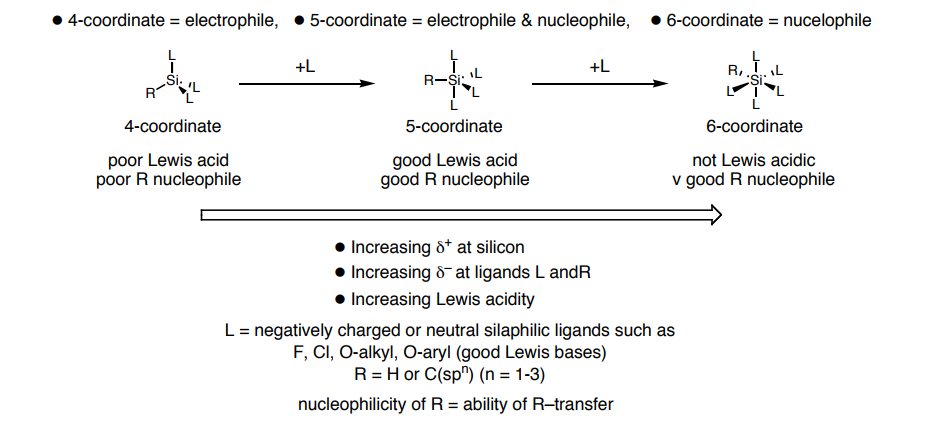 ● 4-coordinate = electrophile, ● 5-coordinate = electrophile & nucleophile, ● 6-coordinate = nucelophile
L
Si
R
L
L
+L
L
R
Si
L
L
L
+L
L
R
Si
L
L
L
L
4-coordinate 5-coordinate 6-coordinate
poor Lewis acid good Lewis acid not Lewis acidic
poor R nucleophile good R nucleophile v good R nucleophile
● Increasing δ+ at silicon
● Increasing δ− at ligands L andR
● Increasing Lewis acidity
L = negatively charged or neutral silaphilic ligands such as
F, Cl, O-alkyl, O-aryl (good Lewis bases)
R = H or C(spⁿ) (n = 1-3)
nucleophilicity of R = ability of R–transfer